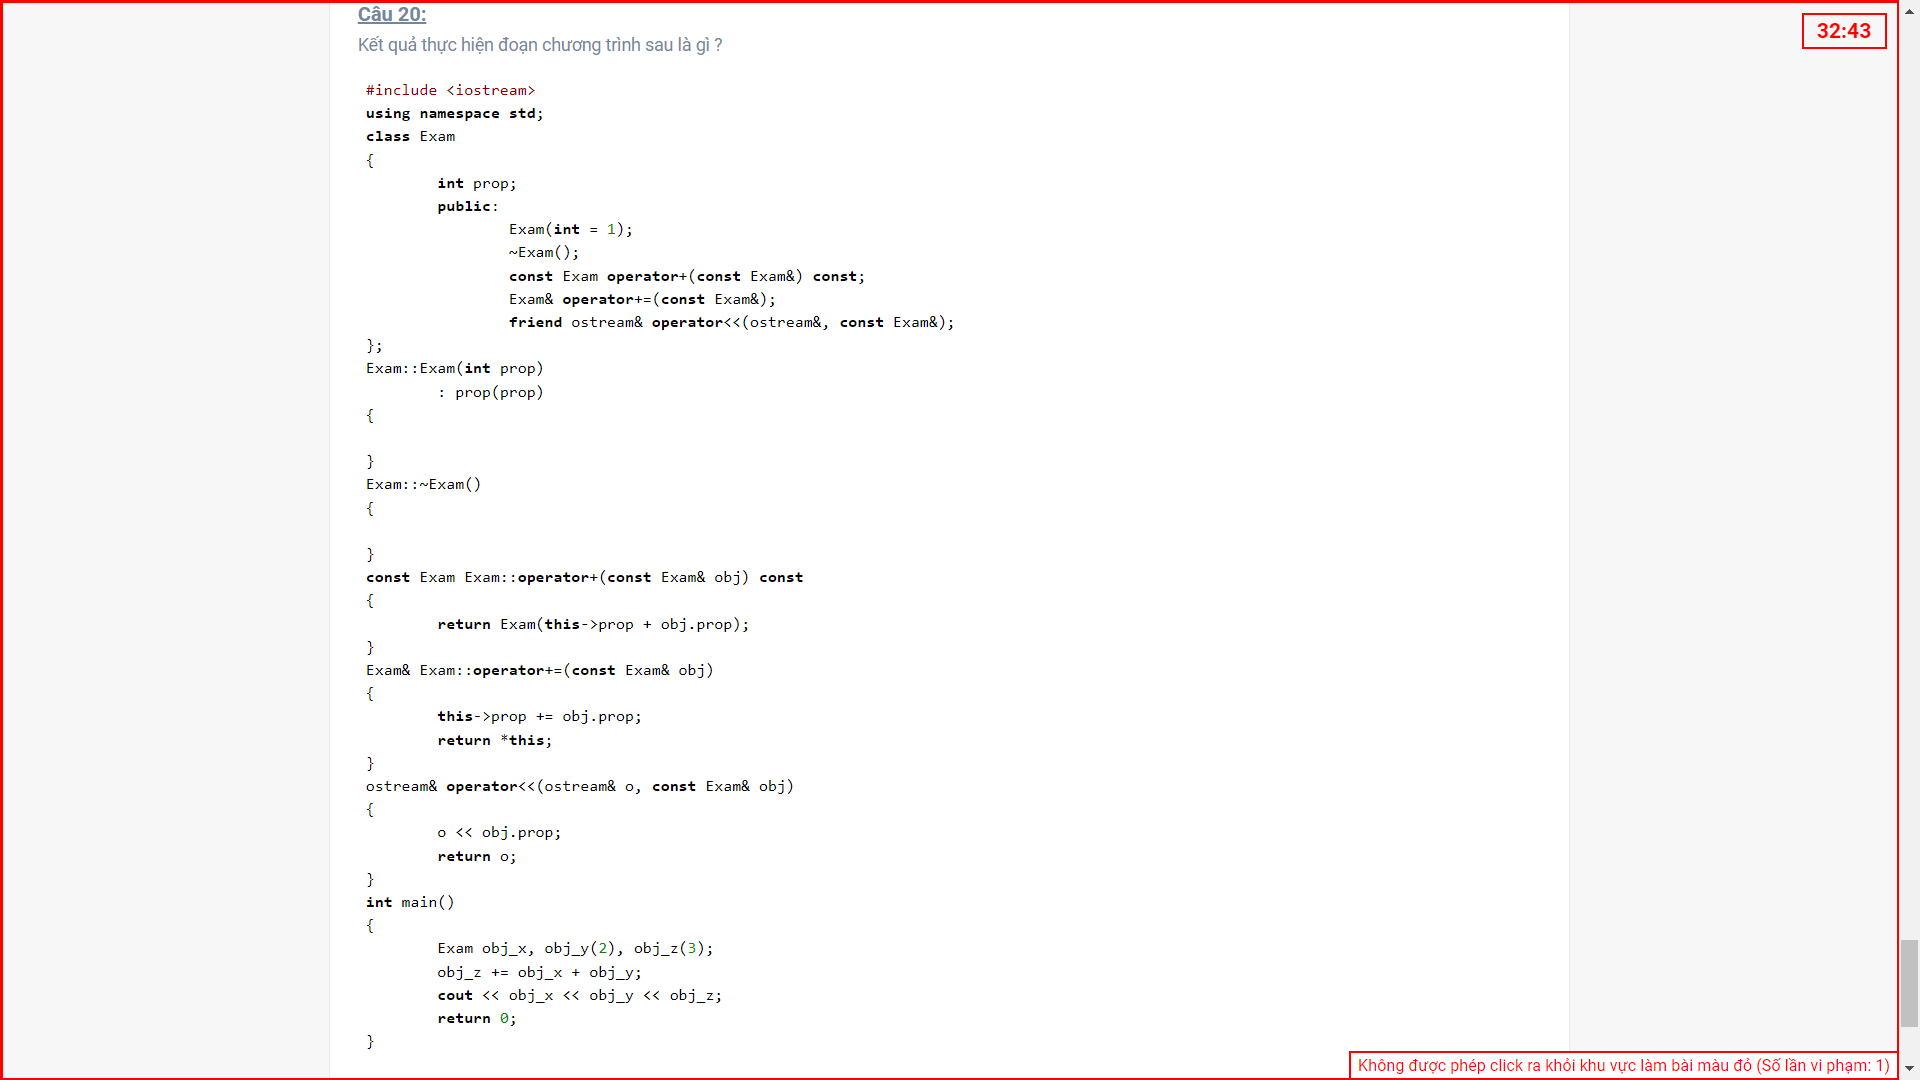 Câu 20:
32:43
Kết quả thực hiện đoạn chương trình sau là gì ?
#include <iostream>
using namespace std;
class Exam
{
int prop;
public:
Exam(int = 1);
~Exam();
const Exam operator+(const Exam&) const;
Exam& operator+=(const Exam&);
friend ostream& operator<<(ostream&, const Exam&);
};
Exam::Exam(int prop)
: prop(prop)
{
}
Exam::~Exam()
{
}
const Exam Exam::operator+(const Exam& obj) const
{
return Exam(this->prop + obj.prop);
}
Exam& Exam::operator+=(const Exam& obj)
{
this->prop += obj.prop;
return *this;
}
ostream& operator<<(ostream& o, const Exam& obj)
{
o << obj.prop;
return o;
}
int main()
{
Exam obj_x, obj_y(2), obj_z(3);
obj_z += obj_x + obj_y;
cout << obj_x << obj_y << obj_z;
return 0;
}
Không được phép click ra khỏi khu vực làm bài màu đỏ (Số lần vi phạm: 1)